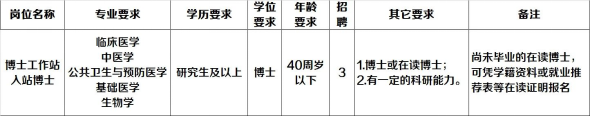 岗位名称 专业要求 学历要求 学位要求 年龄要求 招聘 其它要求 备注
博士工作站入站博士
临床医学
中医学
公共卫生与预防医学
基础医学
生物学
研究生及以上
博士
40周岁
以下
3
1.博士或在读博士；
2.有一定的科研能力。
尚未毕业的在读博士，
可凭学籍资料或就业推
荐表等在读证明报名